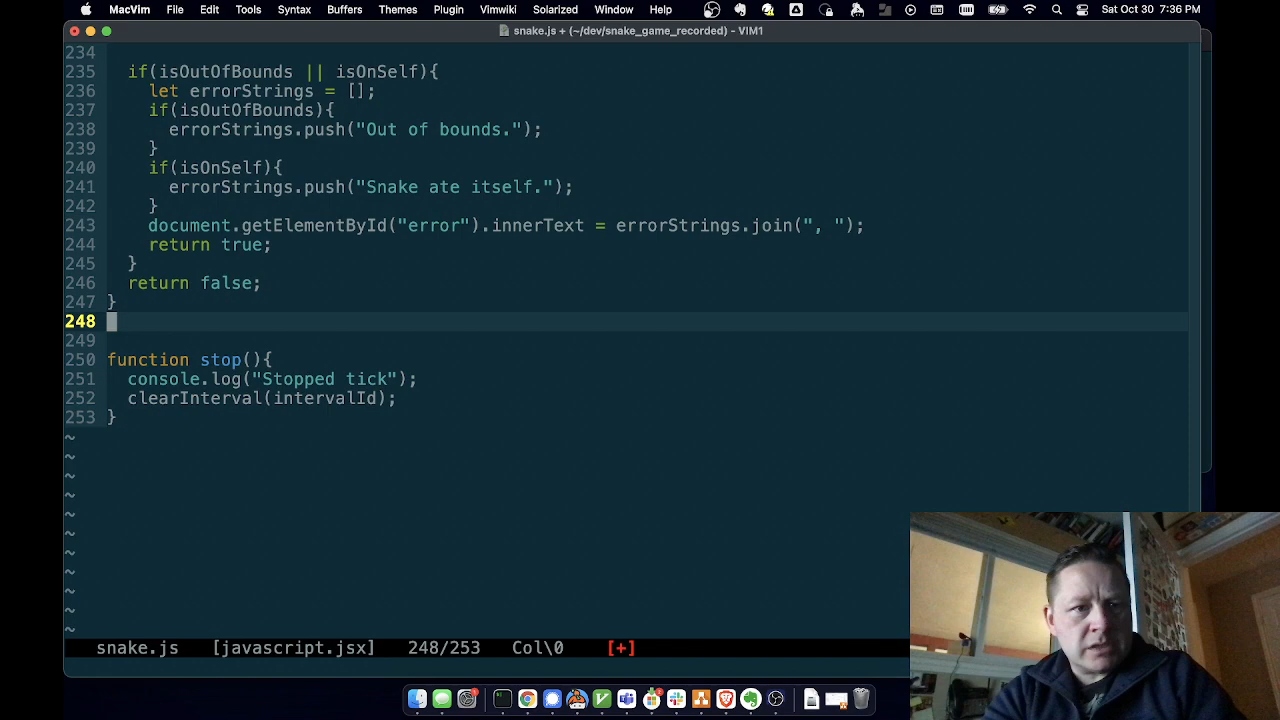 MacVim File Edit Tools Syntax Buffers Themes Plugin Vimwiki Solarized Window Help Sat Oct 30 7:36 PM
snake.js + (~/dev/snake_game_recorded) - VIM1
234
235 if(isOutOfBounds || isOnSelf){
236 let errorStrings = [];
237 if(isOutOfBounds){
238 errorStrings.push("Out of bounds.");
239 }
240 if(isOnSelf){
241 errorStrings.push("Snake ate itself.");
242 }
243 document.getElementById("error").innerText = errorStrings.join(", ");
244 return true;
245 }
246 return false;
247 }
248
249
250 function stop(){
251 console.log("Stopped tick");
252 clearInterval(intervalId);
253 }
~
~
~
~
~
~
~
~
~
~
~
snake.js [javascript.jsx] 248/253 Col\0 [+]